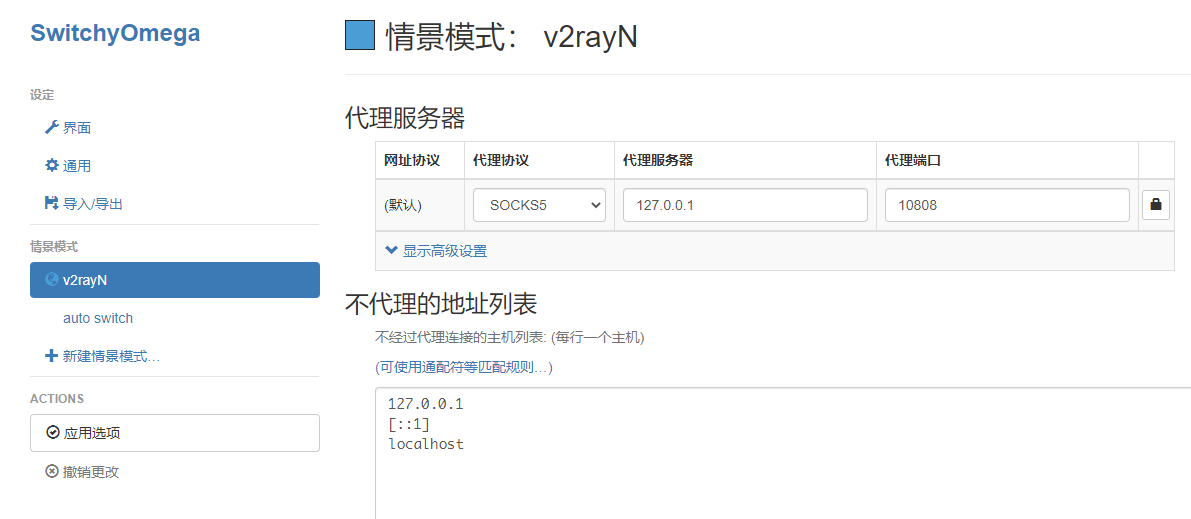 SwitchyOmega
设定
界面
通用
导入/导出
情景模式
v2rayN
auto switch
新建情景模式…
ACTIONS
应用选项
撤销更改
情景模式： v2rayN
代理服务器
网址协议 代理协议 代理服务器 代理端口
(默认) SOCKS5 127.0.0.1 10808
显示高级设置
不代理的地址列表
不经过代理连接的主机列表: (每行一个主机)
(可使用通配符等匹配规则…)
127.0.0.1
[::1]
localhost